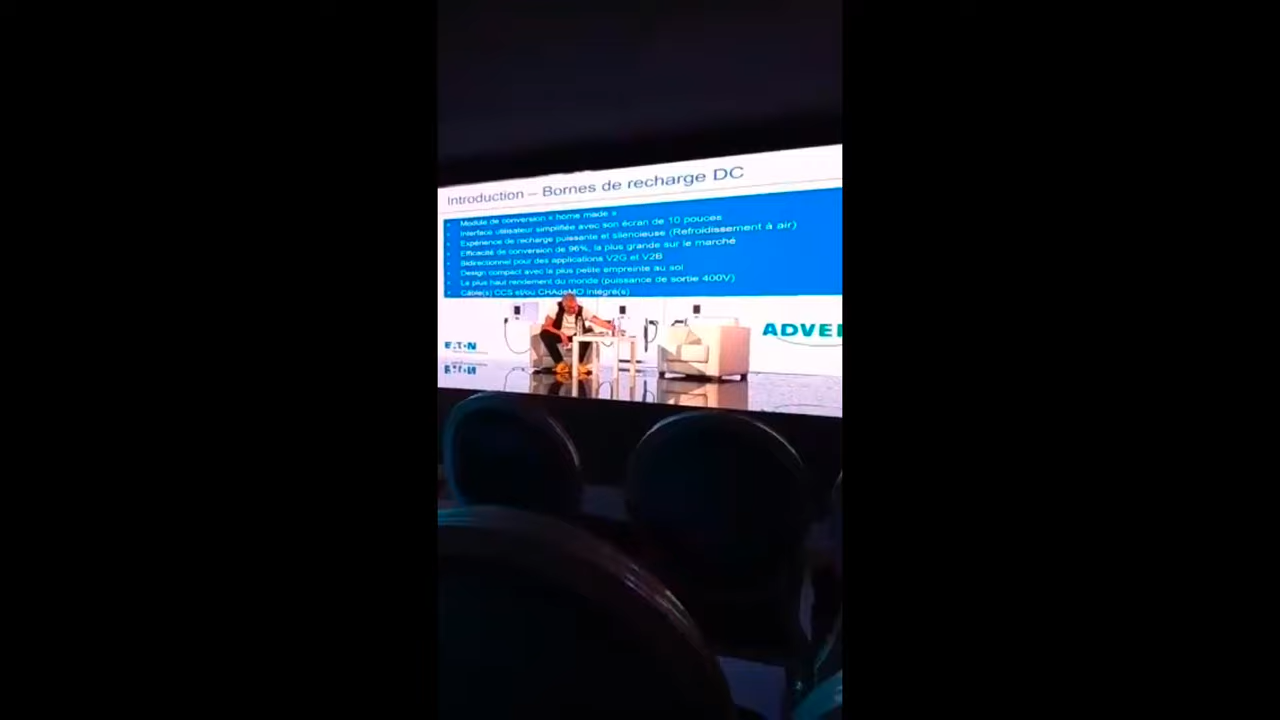 Introduction – Bornes de recharge DC
• Module de conversion « home made »
• Interface utilisateur simplifiée avec son écran de 10 pouces
• Expérience de recharge puissante et silencieuse (Refroidissement à air)
• Efficacité de conversion de 96%, la plus grande sur le marché
• Bidirectionnel pour des applications V2G et V2B
• Design compact avec la plus petite empreinte au sol
• La plus haut rendement du monde (puissance de sortie 400V)
• Câble(s) CCS et/ou CHAdeMO intégré(s)
EATON
ADVE